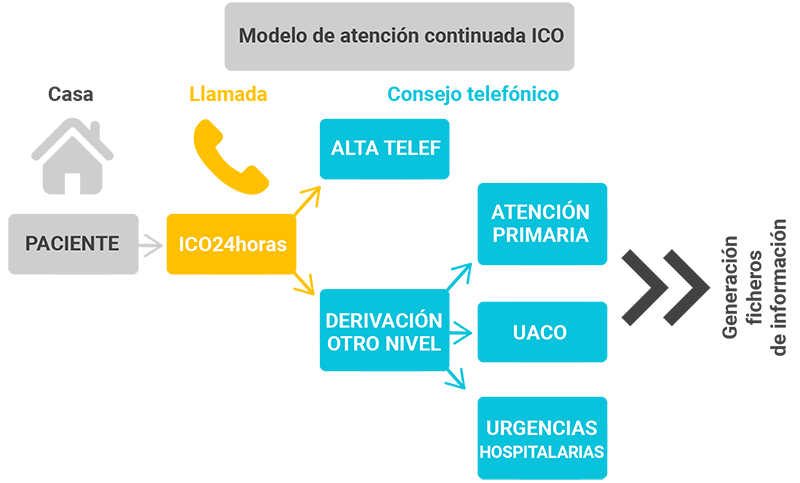 Modelo de atención continuada ICO
Casa
Llamada
Consejo telefónico
ALTA TELEF
PACIENTE
ICO24horas
ATENCIÓN
PRIMARIA
DERIVACIÓN
OTRO NIVEL
UACO
URGENCIAS
HOSPITALARIAS
Generación
ficheros
de información